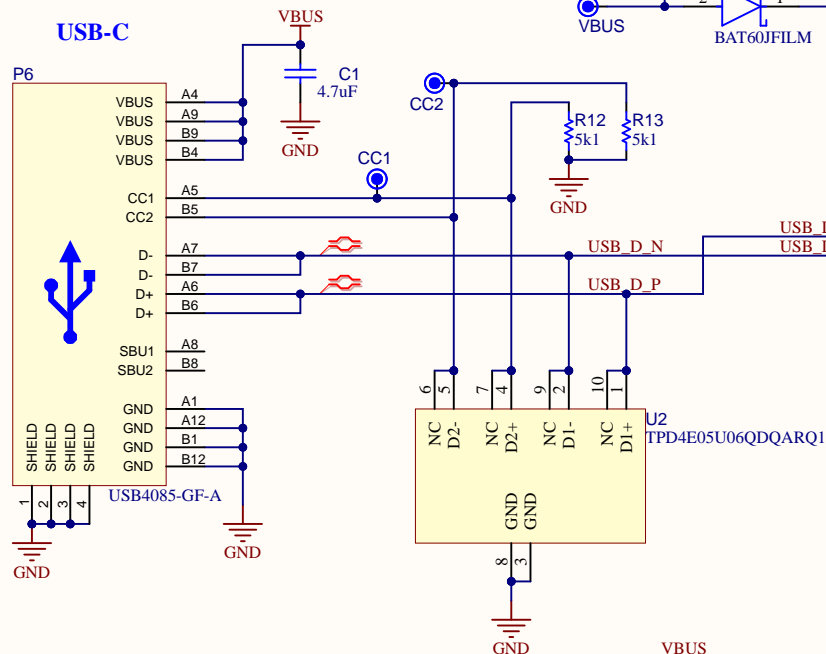 USB-C
VBUS
C1
4.7uF
GND
VBUS
2
1
BAT60JFILM
P6
VBUS A4
VBUS A9
VBUS B9
VBUS B4
CC1 A5
CC2 B5
D- A7
D- B7
D+ A6
D+ B6
SBU1 A8
SBU2 B8
GND A1
GND A12
GND B1
GND B12
SHIELD SHIELD SHIELD SHIELD
1 2 3 4
USB4085-GF-A
GND
GND
CC2
CC1
R12
5k1
R13
5k1
GND
USB_D_N
USB_D_P
6 5 7 4 9 2 10 1
NC D2- NC D2+ NC D1- NC D1+
U2
TPD4E05U06QDQARQ1
GND GND
8 3
GND
VBUS